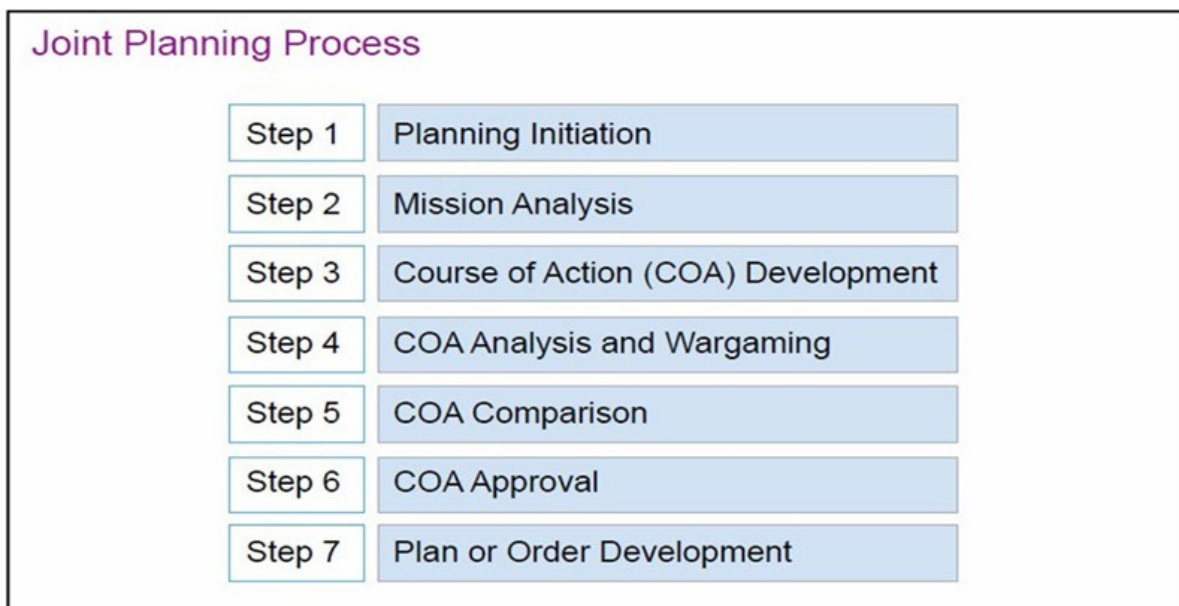 Joint Planning Process
Step 1 Planning Initiation
Step 2 Mission Analysis
Step 3 Course of Action (COA) Development
Step 4 COA Analysis and Wargaming
Step 5 COA Comparison
Step 6 COA Approval
Step 7 Plan or Order Development